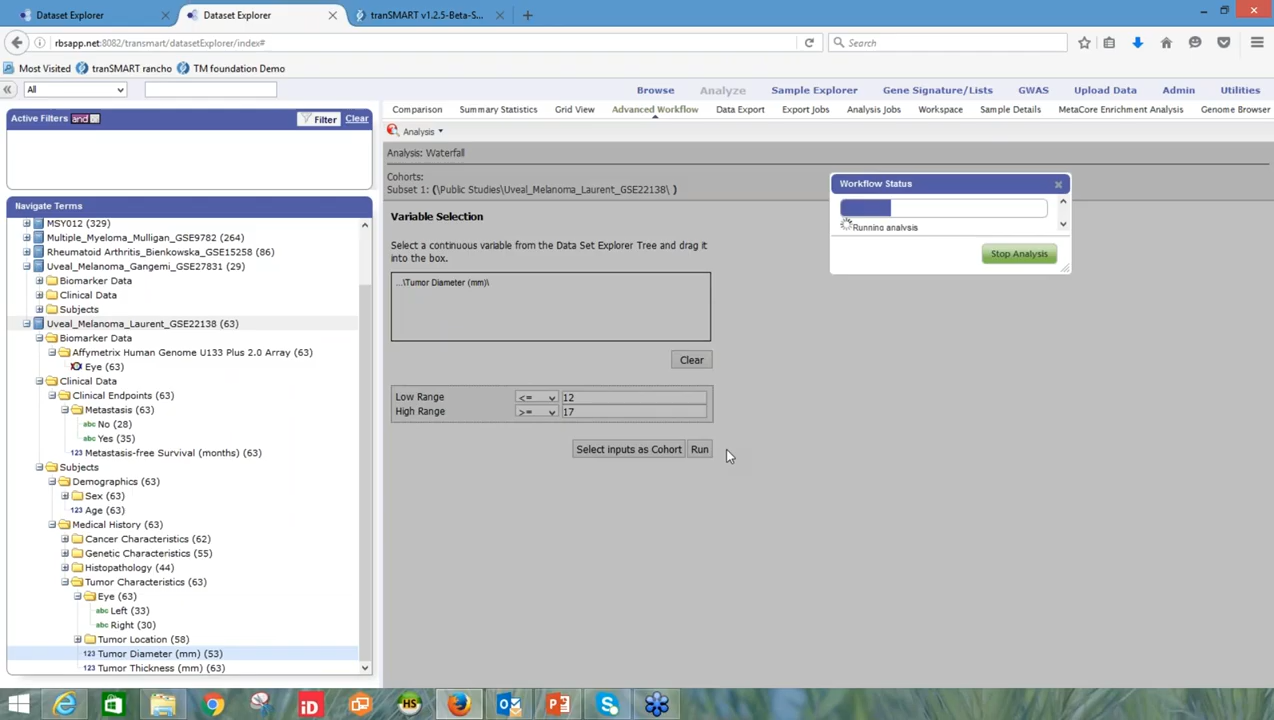 Dataset Explorer
Dataset Explorer
tranSMART v1.2.5-Beta-S...
rbsapp.net:8082/transmart/datasetExplorer/index#
Search
Most Visited
tranSMART rancho
TM foundation Demo
All
Browse
Analyze
Sample Explorer
Gene Signature/Lists
GWAS
Upload Data
Admin
Utilities
Active Filters and
Filter
Clear
Comparison
Summary Statistics
Grid View
Advanced Workflow
Data Export
Export Jobs
Analysis Jobs
Workspace
Sample Details
MetaCore Enrichment Analysis
Genome Browser
Analysis
Analysis: Waterfall
Cohorts:
Subset 1: (\Public Studies\Uveal_Melanoma_Laurent_GSE22138\ )
Workflow Status
Running analysis
Stop Analysis
Navigate Terms
MSY012 (329)
Multiple_Myeloma_Mulligan_GSE9782 (264)
Rheumatoid Arthritis_Bienkowska_GSE15258 (86)
Uveal_Melanoma_Gangemi_GSE27831 (29)
Biomarker Data
Clinical Data
Subjects
Uveal_Melanoma_Laurent_GSE22138 (63)
Biomarker Data
Affymetrix Human Genome U133 Plus 2.0 Array (63)
Eye (63)
Clinical Data
Clinical Endpoints (63)
Metastasis (63)
abc No (28)
abc Yes (35)
123 Metastasis-free Survival (months) (63)
Subjects
Demographics (63)
Sex (63)
123 Age (63)
Medical History (63)
Cancer Characteristics (62)
Genetic Characteristics (55)
Histopathology (44)
Tumor Characteristics (63)
Eye (63)
abc Left (33)
abc Right (30)
Tumor Location (58)
123 Tumor Diameter (mm) (53)
123 Tumor Thickness (mm) (63)
Variable Selection
Select a continuous variable from the Data Set Explorer Tree and drag it
into the box.
...\Tumor Diameter (mm)\
Clear
Low Range <= 12
High Range >= 17
Select inputs as Cohort
Run
iD
HS